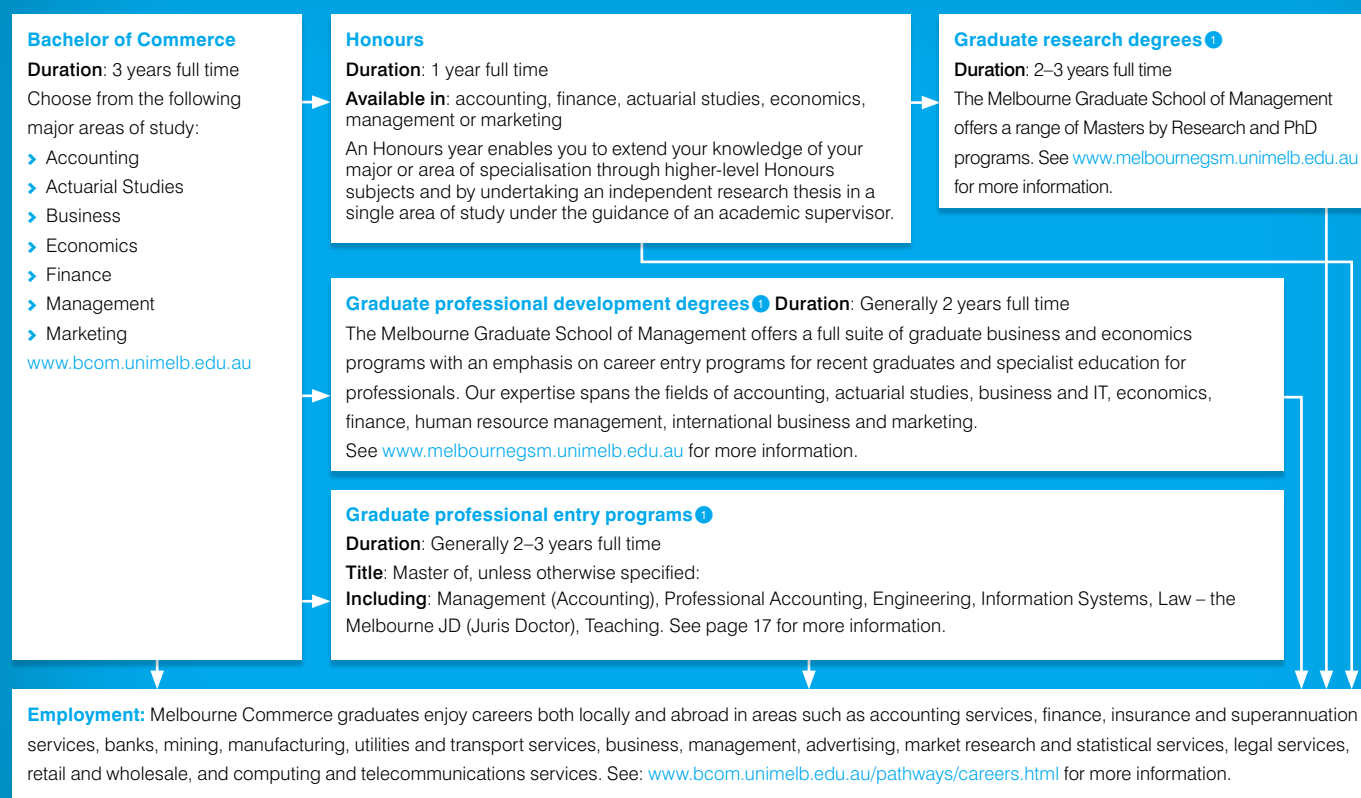 Bachelor of Commerce
Duration: 3 years full time
Choose from the following
major areas of study:
› Accounting
› Actuarial Studies
› Business
› Economics
› Finance
› Management
› Marketing
www.bcom.unimelb.edu.au
Honours
Duration: 1 year full time
Available in: accounting, finance, actuarial studies, economics,
management or marketing
An Honours year enables you to extend your knowledge of your
major or area of specialisation through higher-level Honours
subjects and by undertaking an independent research thesis in a
single area of study under the guidance of an academic supervisor.
Graduate research degrees 1
Duration: 2–3 years full time
The Melbourne Graduate School of Management
offers a range of Masters by Research and PhD
programs. See www.melbournegsm.unimelb.edu.au
for more information.
Graduate professional development degrees 1 Duration: Generally 2 years full time
The Melbourne Graduate School of Management offers a full suite of graduate business and economics
programs with an emphasis on career entry programs for recent graduates and specialist education for
professionals. Our expertise spans the fields of accounting, actuarial studies, business and IT, economics,
finance, human resource management, international business and marketing.
See www.melbournegsm.unimelb.edu.au for more information.
Graduate professional entry programs 1
Duration: Generally 2–3 years full time
Title: Master of, unless otherwise specified:
Including: Management (Accounting), Professional Accounting, Engineering, Information Systems, Law – the
Melbourne JD (Juris Doctor), Teaching. See page 17 for more information.
Employment: Melbourne Commerce graduates enjoy careers both locally and abroad in areas such as accounting services, finance, insurance and superannuation
services, banks, mining, manufacturing, utilities and transport services, business, management, advertising, market research and statistical services, legal services,
retail and wholesale, and computing and telecommunications services. See: www.bcom.unimelb.edu.au/pathways/careers.html for more information.